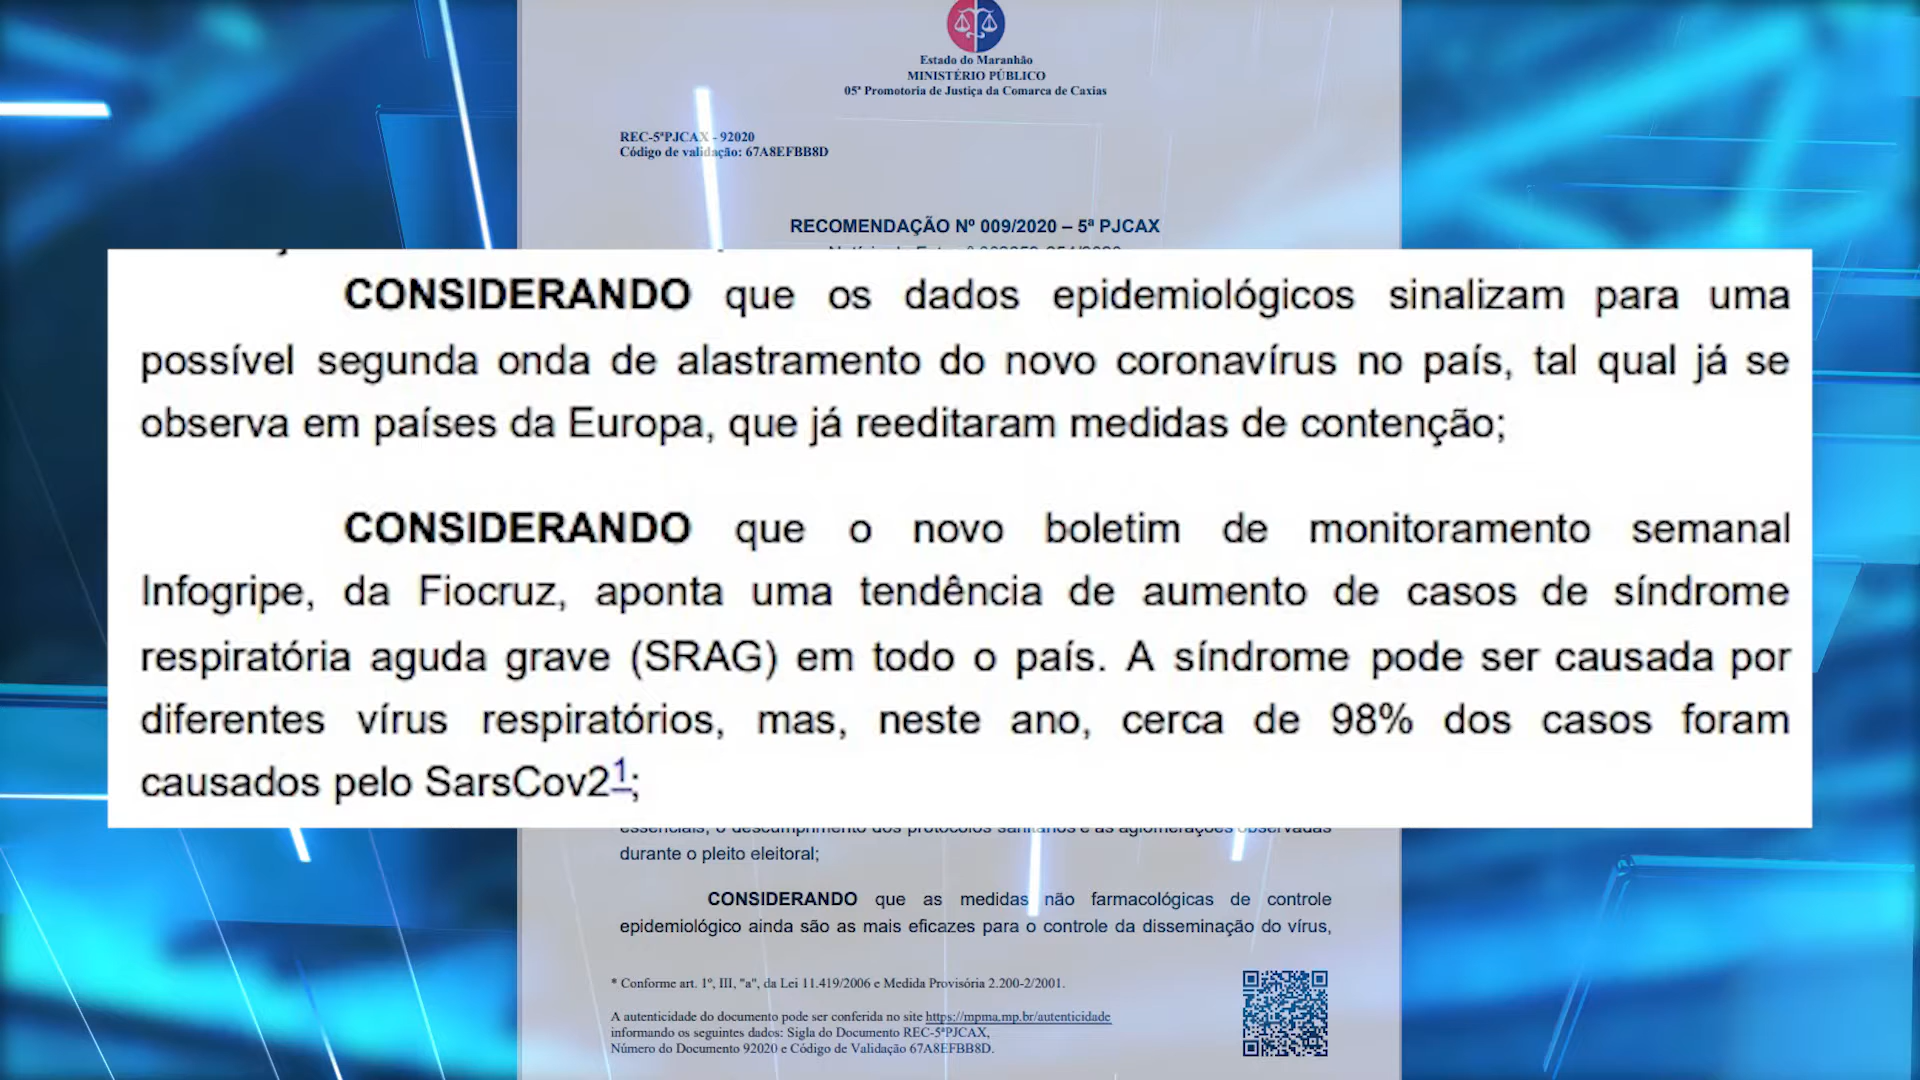 Estado do Maranhão
MINISTÉRIO PÚBLICO
05ª Promotoria de Justiça da Comarca de Caxias
REC-5ªPJCAX - 92020
Código de validação: 67A8EFBB8D
RECOMENDAÇÃO Nº 009/2020 – 5ª PJCAX
CONSIDERANDO que os dados epidemiológicos sinalizam para uma
possível segunda onda de alastramento do novo coronavírus no país, tal qual já se
observa em países da Europa, que já reeditaram medidas de contenção;
CONSIDERANDO que o novo boletim de monitoramento semanal
Infogripe, da Fiocruz, aponta uma tendência de aumento de casos de síndrome
respiratória aguda grave (SRAG) em todo o país. A síndrome pode ser causada por
diferentes vírus respiratórios, mas, neste ano, cerca de 98% dos casos foram
causados pelo SarsCov2¹;
essenciais, o descumprimento dos protocolos sanitários e as aglomerações observadas
durante o pleito eleitoral;
CONSIDERANDO que as medidas não farmacológicas de controle
epidemiológico ainda são as mais eficazes para o controle da disseminação do vírus,
* Conforme art. 1º, III, "a", da Lei 11.419/2006 e Medida Provisória 2.200-2/2001.
A autenticidade do documento pode ser conferida no site https://mpma.mp.br/autenticidade
informando os seguintes dados: Sigla do Documento REC-5ªPJCAX,
Número do Documento 92020 e Código de Validação 67A8EFBB8D.